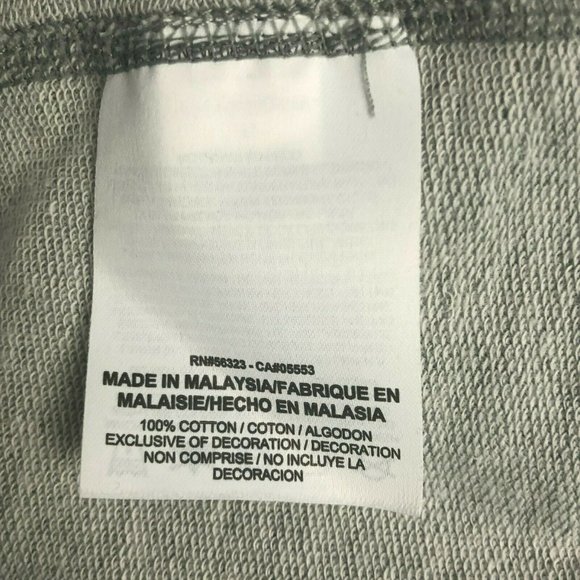 RN#56323 - CA#05553
MADE IN MALAYSIA/FABRIQUE EN
MALAISIE/HECHO EN MALASIA
100% COTTON / COTON / ALGODON
EXCLUSIVE OF DECORATION / DECORATION
NON COMPRISE / NO INCLUYE LA
DECORACION